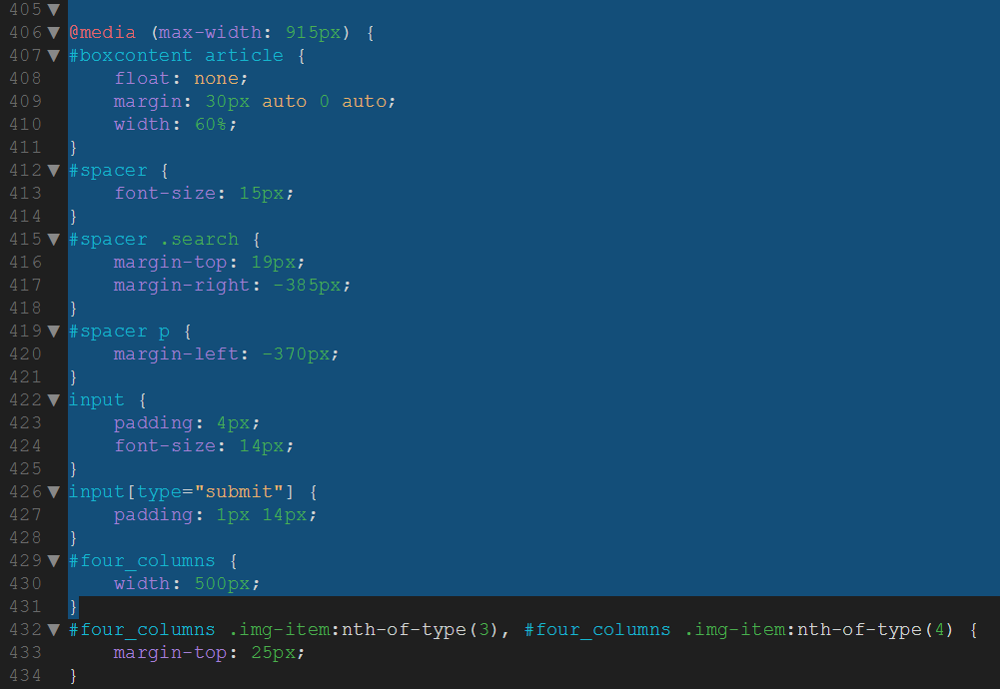 405 ▼
406 ▼ @media (max-width: 915px) {
407 ▼ #boxcontent article {
408     float: none;
409     margin: 30px auto 0 auto;
410     width: 60%;
411 }
412 ▼ #spacer {
413     font-size: 15px;
414 }
415 ▼ #spacer .search {
416     margin-top: 19px;
417     margin-right: -385px;
418 }
419 ▼ #spacer p {
420     margin-left: -370px;
421 }
422 ▼ input {
423     padding: 4px;
424     font-size: 14px;
425 }
426 ▼ input[type="submit"] {
427     padding: 1px 14px;
428 }
429 ▼ #four_columns {
430     width: 500px;
431 }
432 ▼ #four_columns .img-item:nth-of-type(3), #four_columns .img-item:nth-of-type(4) {
433     margin-top: 25px;
434 }